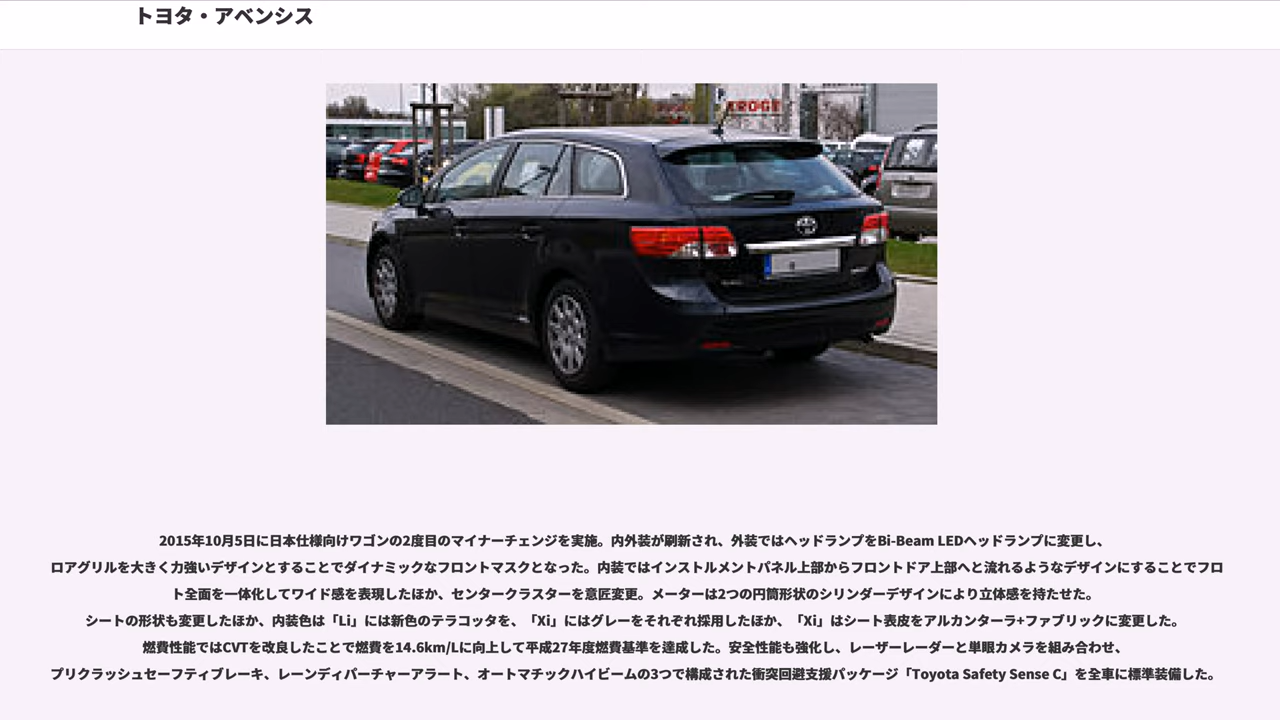 トヨタ・アベンシス
2015年10月5日に日本仕様向けワゴンの2度目のマイナーチェンジを実施。内外装が刷新され、外装ではヘッドランプをBi-Beam LEDヘッドランプに変更し、
ロアグリルを大きく力強いデザインとすることでダイナミックなフロントマスクとなった。内装ではインストルメントパネル上部からフロントドア上部へと流れるようなデザインにすることでフロ
ト全面を一体化してワイド感を表現したほか、センタークラスターを意匠変更。メーターは2つの円筒形状のシリンダーデザインにより立体感を持たせた。
シートの形状も変更したほか、内装色は「Li」には新色のテラコッタを、「Xi」にはグレーをそれぞれ採用したほか、「Xi」はシート表皮をアルカンターラ+ファブリックに変更した。
燃費性能ではCVTを改良したことで燃費を14.6km/Lに向上して平成27年度燃費基準を達成した。安全性能も強化し、レーザーレーダーと単眼カメラを組み合わせ、
プリクラッシュセーフティブレーキ、レーンディパーチャーアラート、オートマチックハイビームの3つで構成された衝突回避支援パッケージ「Toyota Safety Sense C」を全車に標準装備した。